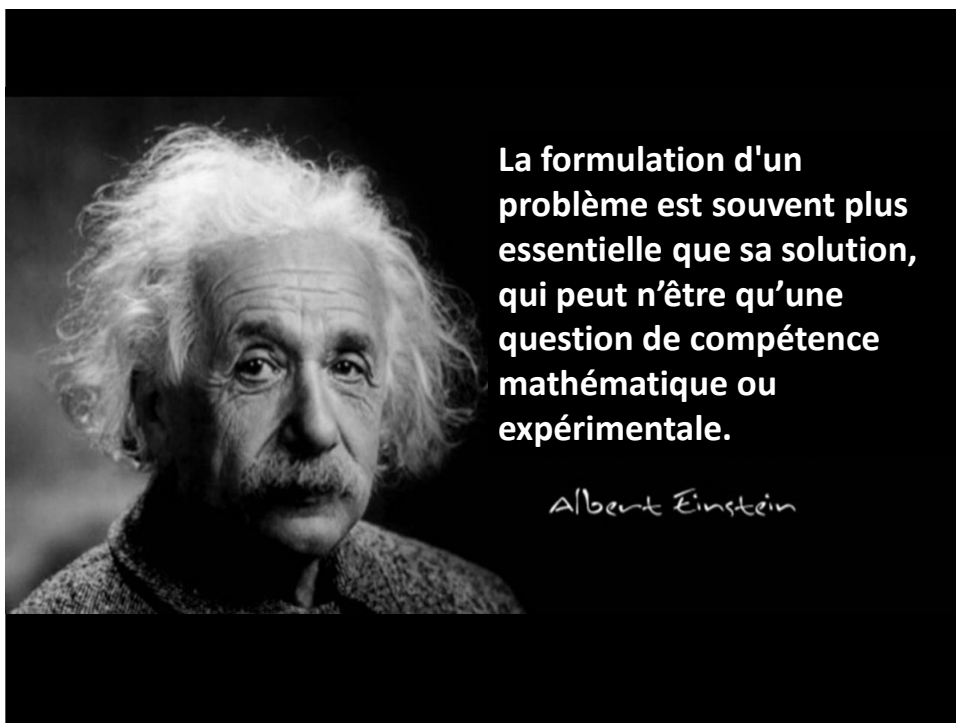 La formulation d'un
problème est souvent plus
essentielle que sa solution,
qui peut n’être qu’une
question de compétence
mathématique ou
expérimentale.
Albert Einstein